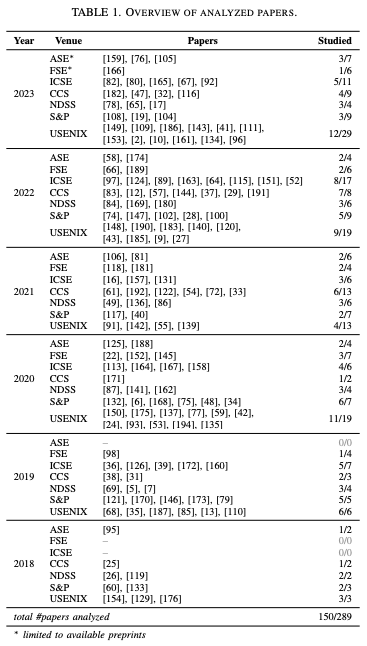 TABLE 1. OVERVIEW OF ANALYZED PAPERS.
Year Venue Papers Studied
ASE* [159], [76], [105] 3/7
FSE* [166] 1/6
ICSE [82], [80], [165], [67], [92] 5/11
2023 CCS [182], [47], [32], [116] 4/9
NDSS [78], [65], [17] 3/4
S&P [108], [19], [104] 3/9
USENIX [149], [109], [186], [143], [41], [111], 12/29
[153], [2], [10], [161], [134], [96]
ASE [58], [174] 2/4
FSE [66], [189] 2/6
ICSE [97], [124], [89], [163], [64], [115], [151], [52] 8/17
2022 CCS [83], [12], [57], [144], [37], [29], [191] 7/8
NDSS [84], [169], [180] 3/6
S&P [74], [147], [102], [28], [100] 5/9
USENIX [148], [190], [183], [140], [120], 9/19
[43], [185], [9], [27]
ASE [106], [81] 2/6
FSE [118], [181] 2/4
ICSE [16], [157], [131] 3/6
2021 CCS [61], [192], [122], [54], [72], [33] 6/13
NDSS [49], [136], [86] 3/6
S&P [117], [40] 2/7
USENIX [91], [142], [55], [139] 4/13
ASE [125], [188] 2/4
FSE [22], [152], [145] 3/7
ICSE [113], [164], [167], [158] 4/6
2020 CCS [171] 1/2
NDSS [87], [141], [162] 3/4
S&P [132], [6], [168], [75], [48], [34] 6/7
USENIX [150], [175], [137], [77], [59], [42], 11/19
[24], [93], [53], [194], [135]
ASE – 0/0
FSE [98] 1/4
ICSE [36], [126], [39], [172], [160] 5/7
2019 CCS [38], [31] 2/3
NDSS [69], [5], [7] 3/4
S&P [121], [170], [146], [173], [79] 5/5
USENIX [68], [35], [187], [85], [13], [110] 6/6
ASE [95] 1/2
FSE – 0/0
ICSE – 0/0
2018 CCS [25] 1/2
NDSS [26], [119] 2/2
S&P [60], [133] 2/3
USENIX [154], [129], [176] 3/3
total #papers analyzed 150/289
* limited to available preprints